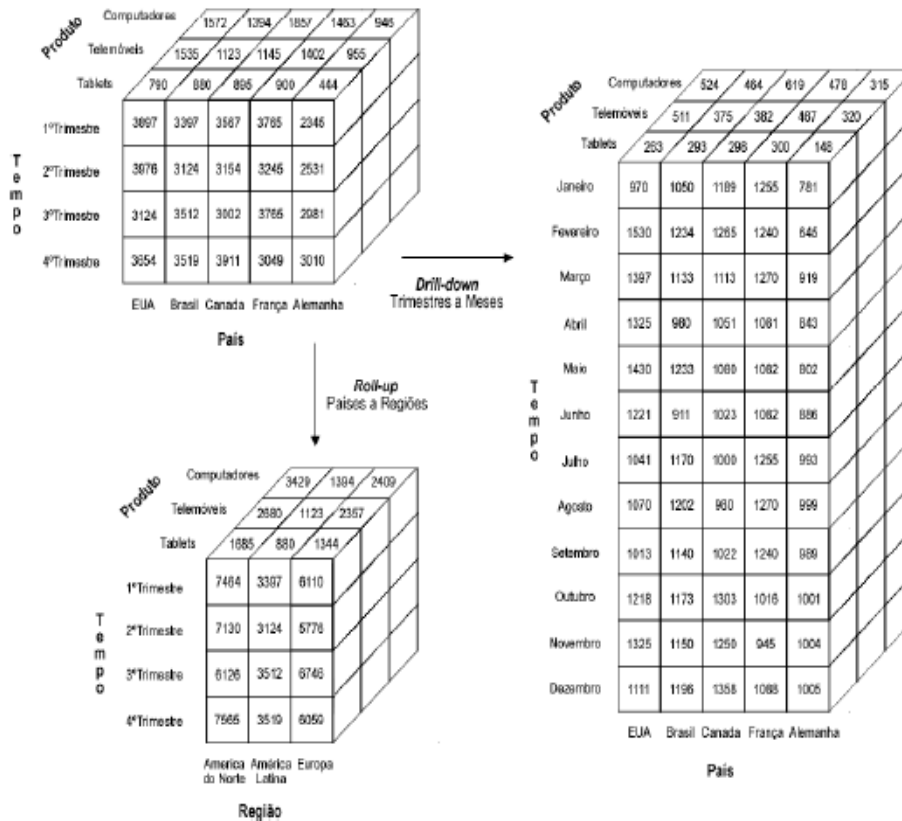 Produto
Computadores 1572 1394 1857 1463 946
Telemóveis 1535 1123 1145 1402 955
Tablets 790 880 895 900 444
Tempo
1ºTrimestre 3897 3397 3567 3765 2345
2ºTrimestre 3976 3124 3154 3245 2531
3ºTrimestre 3124 3512 3002 3765 2981
4ºTrimestre 3654 3519 3911 3049 3010
EUA Brasil Canada França Alemanha
País
Drill-down
Trimestres a Meses
Roll-up
Países a Regiões
Produto
Computadores 3429 1394 2409
Telemóveis 2680 1123 2357
Tablets 1685 880 1344
Tempo
1ºTrimestre 7464 3397 6110
2ºTrimestre 7130 3124 5776
3ºTrimestre 6126 3512 6746
4ºTrimestre 7565 3519 6059
America do Norte
América Latina
Europa
Região
Produto
Computadores 524 464 619 478 315
Telemóveis 511 375 382 467 320
Tablets 263 293 298 300 148
Tempo
Janeiro 970 1050 1189 1255 781
Fevereiro 1530 1234 1265 1240 645
Março 1397 1133 1113 1270 919
Abril 1325 980 1051 1081 843
Maio 1430 1233 1080 1082 802
Junho 1221 911 1023 1082 886
Julho 1041 1170 1000 1255 993
Agosto 1070 1202 980 1270 999
Setembro 1013 1140 1022 1240 989
Outubro 1218 1173 1303 1016 1001
Novembro 1325 1150 1250 945 1004
Dezembro 1111 1196 1358 1088 1005
EUA Brasil Canada França Alemanha
País